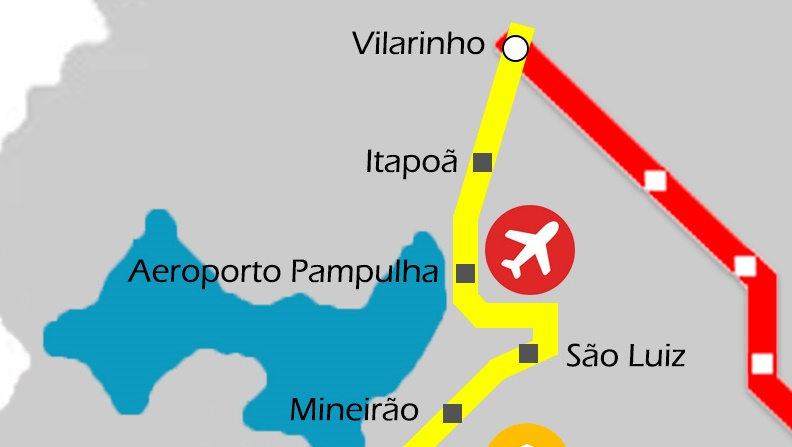 Vilarinho
Itapoã
Aeroporto Pampulha
São Luiz
Mineirão